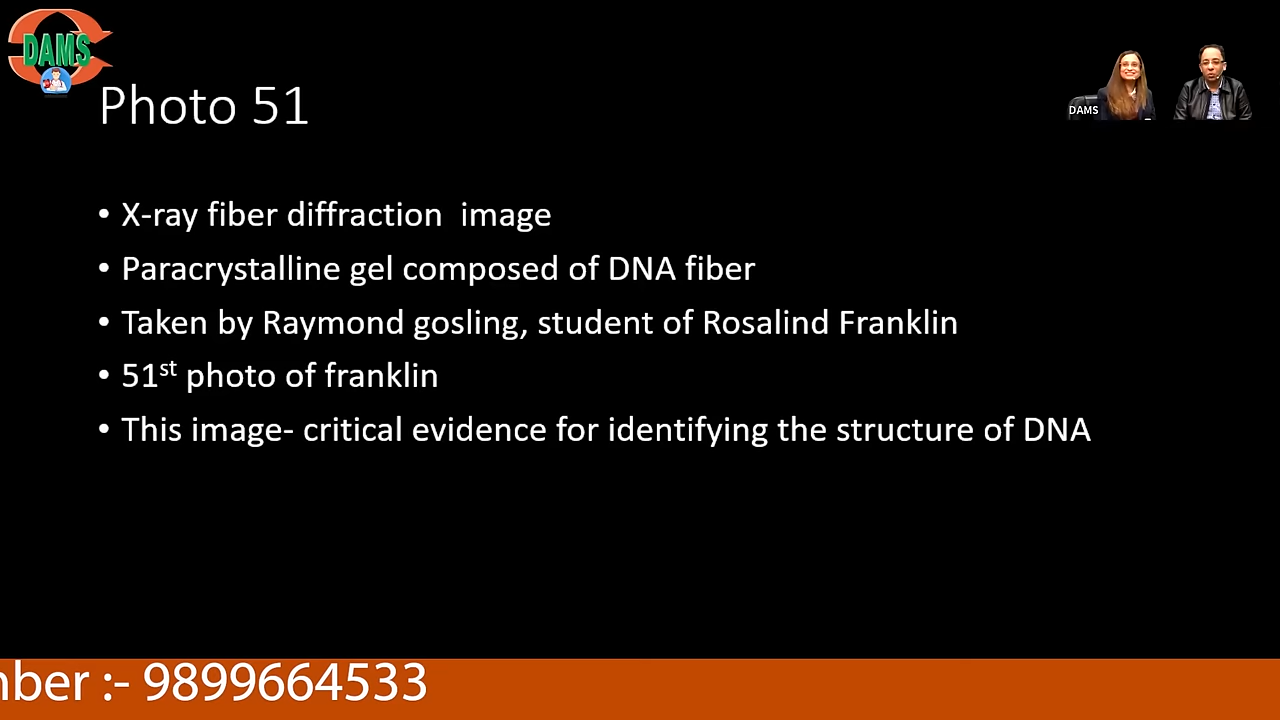 DAMS
Photo 51
DAMS
• X-ray fiber diffraction image
• Paracrystalline gel composed of DNA fiber
• Taken by Raymond gosling, student of Rosalind Franklin
• 51st photo of franklin
• This image- critical evidence for identifying the structure of DNA
:- 9899664533